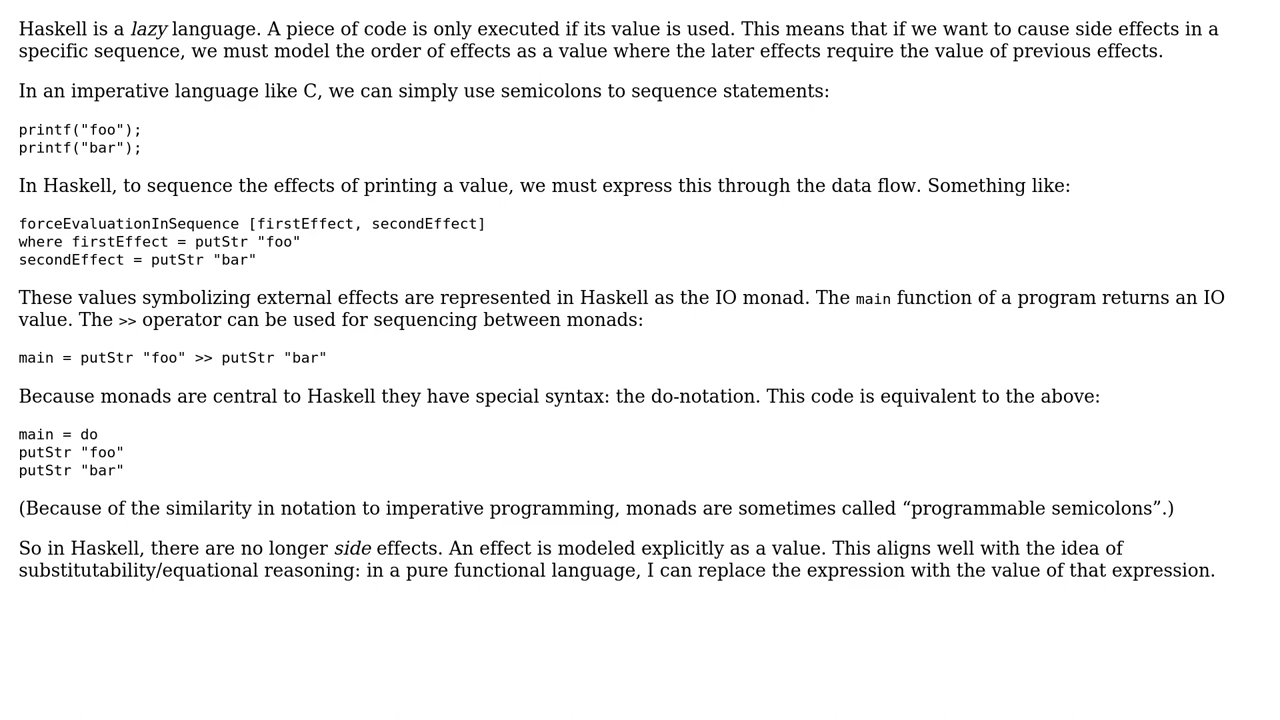 Haskell is a lazy language. A piece of code is only executed if its value is used. This means that if we want to cause side effects in a
specific sequence, we must model the order of effects as a value where the later effects require the value of previous effects.
In an imperative language like C, we can simply use semicolons to sequence statements:
printf("foo");
printf("bar");
In Haskell, to sequence the effects of printing a value, we must express this through the data flow. Something like:
forceEvaluationInSequence [firstEffect, secondEffect]
where firstEffect = putStr "foo"
secondEffect = putStr "bar"
These values symbolizing external effects are represented in Haskell as the IO monad. The main function of a program returns an IO
value. The >> operator can be used for sequencing between monads:
main = putStr "foo" >> putStr "bar"
Because monads are central to Haskell they have special syntax: the do-notation. This code is equivalent to the above:
main = do
putStr "foo"
putStr "bar"
(Because of the similarity in notation to imperative programming, monads are sometimes called “programmable semicolons”.)
So in Haskell, there are no longer side effects. An effect is modeled explicitly as a value. This aligns well with the idea of
substitutability/equational reasoning: in a pure functional language, I can replace the expression with the value of that expression.